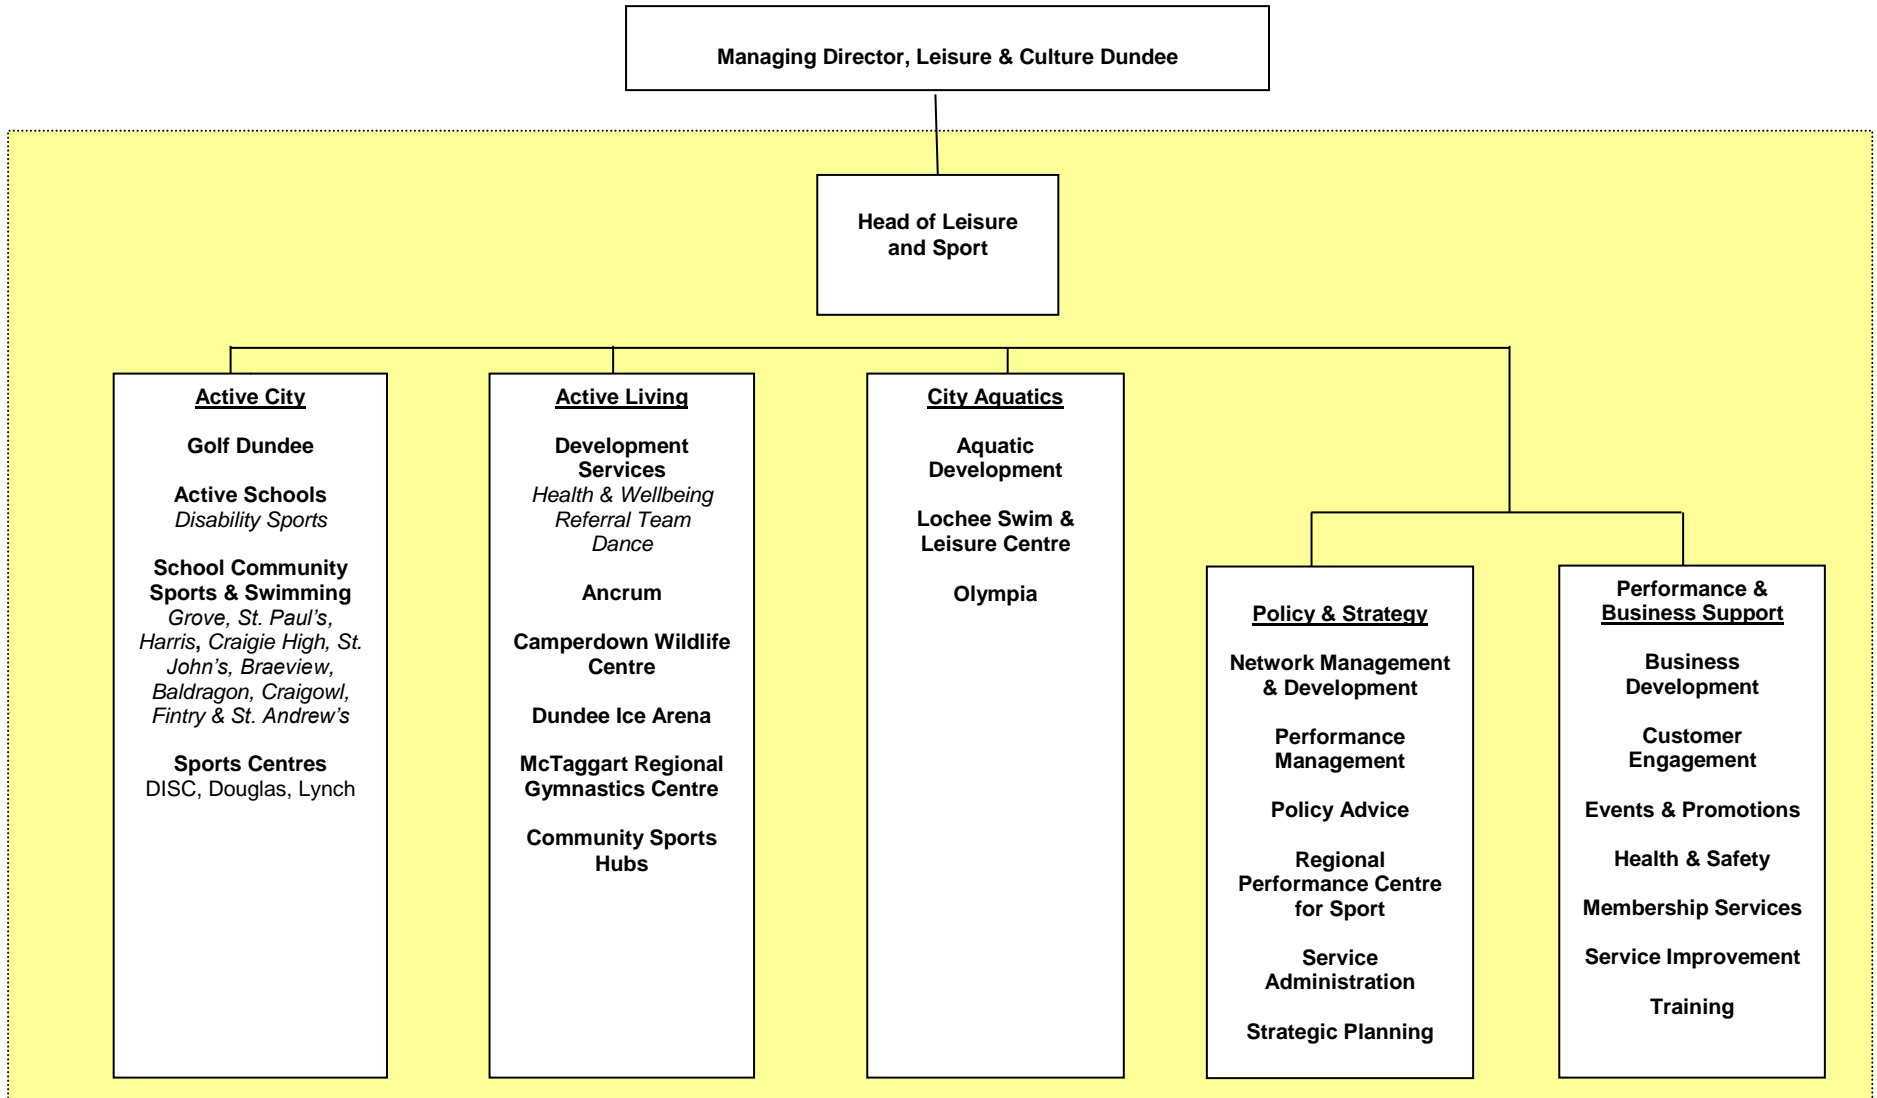 Managing Director, Leisure & Culture Dundee
Head of Leisure
and Sport
Active City
Golf Dundee
Active Schools
Disability Sports
School Community
Sports & Swimming
Grove, St. Paul’s,
Harris, Craigie High, St.
John’s, Braeview,
Baldragon, Craigowl,
Fintry & St. Andrew’s
Sports Centres
DISC, Douglas, Lynch
Active Living
Development
Services
Health & Wellbeing
Referral Team
Dance
Ancrum
Camperdown Wildlife
Centre
Dundee Ice Arena
McTaggart Regional
Gymnastics Centre
Community Sports
Hubs
City Aquatics
Aquatic
Development
Lochee Swim &
Leisure Centre
Olympia
Policy & Strategy
Network Management
& Development
Performance
Management
Policy Advice
Regional
Performance Centre
for Sport
Service
Administration
Strategic Planning
Performance &
Business Support
Business
Development
Customer
Engagement
Events & Promotions
Health & Safety
Membership Services
Service Improvement
Training